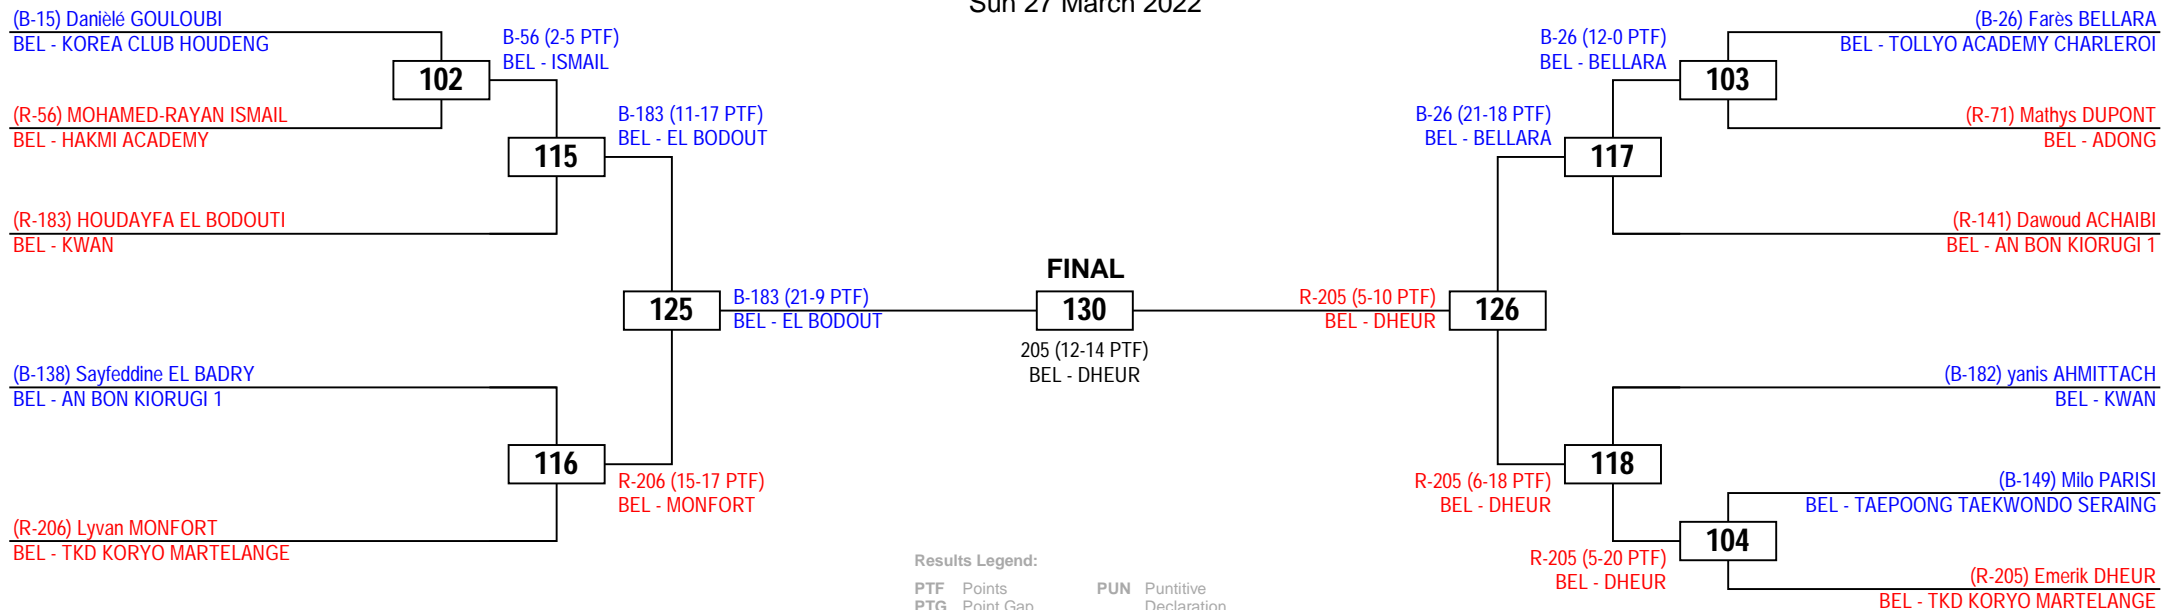 Sun 27 March 2022
(B-15) Danièlé GOULOUBI
BEL - KOREA CLUB HOUDENG
B-56 (2-5 PTF)
BEL - ISMAIL
102
(R-56) MOHAMED-RAYAN ISMAIL
BEL - HAKMI ACADEMY
B-183 (11-17 PTF)
BEL - EL BODOUT
115
(R-183) HOUDAYFA EL BODOUTI
BEL - KWAN
125
B-183 (21-9 PTF)
BEL - EL BODOUT
(B-138) Sayfeddine EL BADRY
BEL - AN BON KIORUGI 1
116
R-206 (15-17 PTF)
BEL - MONFORT
(R-206) Lyvan MONFORT
BEL - TKD KORYO MARTELANGE
FINAL
130
205 (12-14 PTF)
BEL - DHEUR
(B-26) Farès BELLARA
BEL - TOLLYO ACADEMY CHARLEROI
B-26 (12-0 PTF)
BEL - BELLARA
103
(R-71) Mathys DUPONT
BEL - ADONG
B-26 (21-18 PTF)
BEL - BELLARA
117
(R-141) Dawoud ACHAIBI
BEL - AN BON KIORUGI 1
R-205 (5-10 PTF)
BEL - DHEUR
126
(B-182) yanis AHMITTACH
BEL - KWAN
118
R-205 (6-18 PTF)
BEL - DHEUR
(B-149) Milo PARISI
BEL - TAEPOONG TAEKWONDO SERAING
104
R-205 (5-20 PTF)
BEL - DHEUR
(R-205) Emerik DHEUR
BEL - TKD KORYO MARTELANGE
Results Legend:
PTF Points PUN Puntitive
PTG Point Gap Declaration